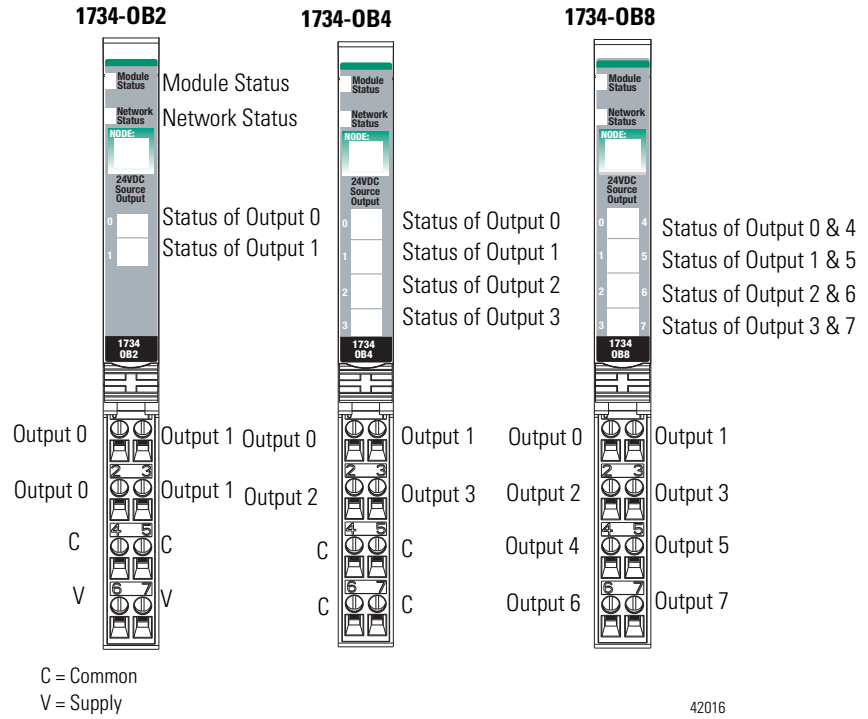 1734-OB2 1734-OB4 1734-OB8
Module Status Module Status
Network Status Network Status
NODE:
24VDC Source Output
0 Status of Output 0
1 Status of Output 1
1734 OB2
Output 0 Output 1
2 3
Output 0 Output 1
4 5
C C
6 7
V V
C = Common
V = Supply
Module Status
Network Status
NODE:
24VDC Source Output
0 Status of Output 0
1 Status of Output 1
2 Status of Output 2
3 Status of Output 3
1734 OB4
Output 0 Output 1
2 3
Output 2 Output 3
4 5
C C
6 7
C C
Module Status
Network Status
NODE:
24VDC Source Output
0 4 Status of Output 0 & 4
1 5 Status of Output 1 & 5
2 6 Status of Output 2 & 6
3 7 Status of Output 3 & 7
1734 OB8
Output 0 Output 1
2 3
Output 2 Output 3
4 5
Output 4 Output 5
6 7
Output 6 Output 7
42016